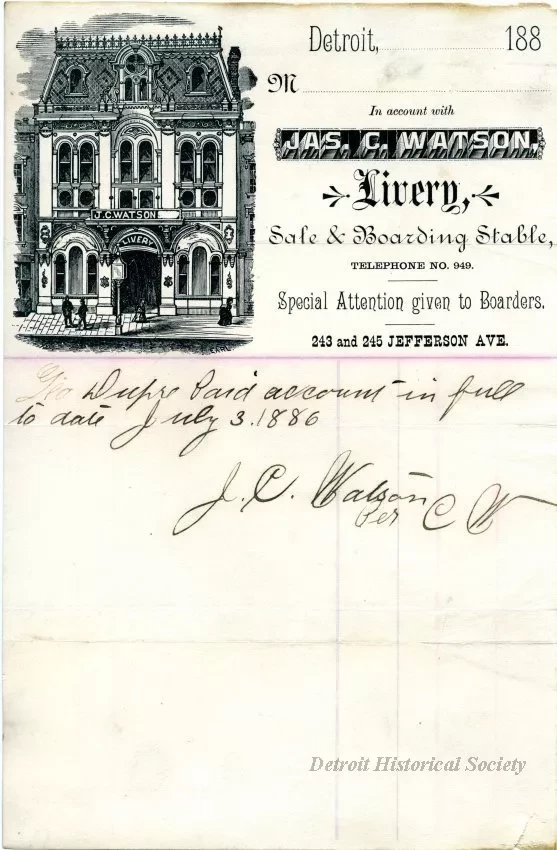 Detroit, 188
M
In account with
JAS. C. WATSON,
Livery,
Sale & Boarding Stable,
TELEPHONE NO. 949.
Special Attention given to Boarders.
243 and 245 JEFFERSON AVE.
J.C. WATSON
LIVERY
EARL
Geo Dupre Paid account in full
to date July 3. 1886
J. C. Watson
Per C W
Detroit Historical Society